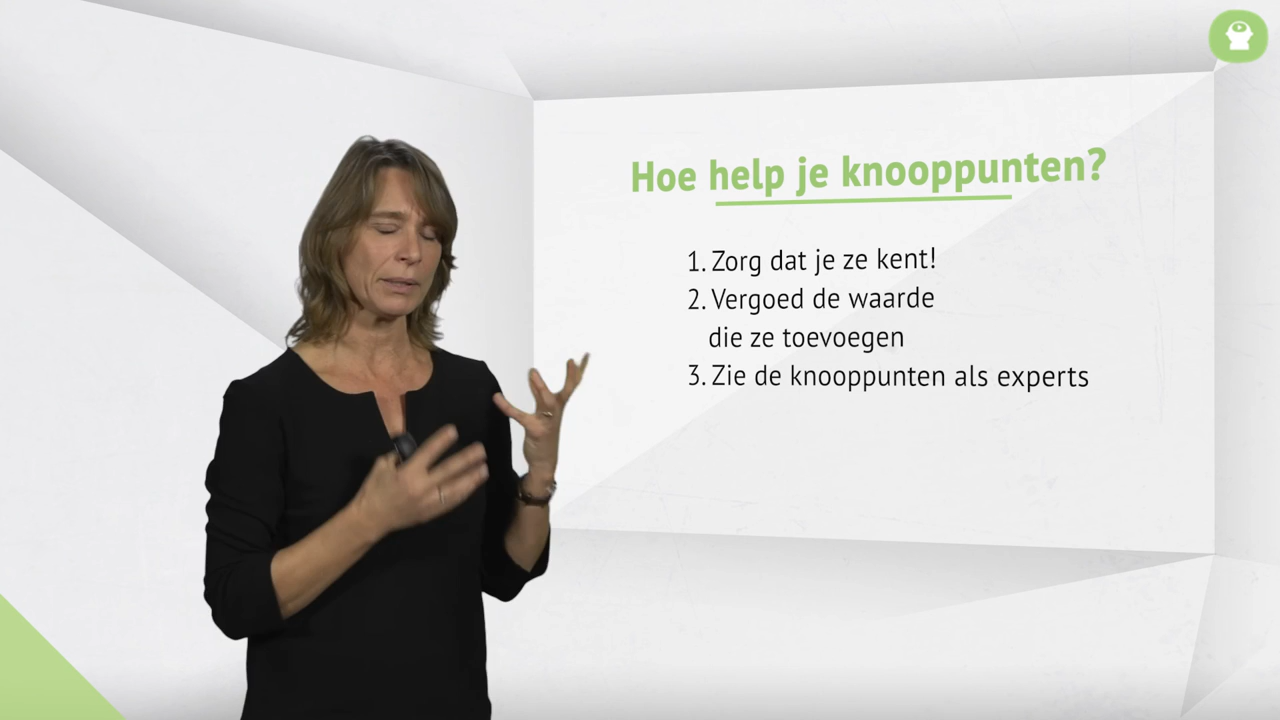 Hoe help je knooppunten?
1. Zorg dat je ze kent!
2. Vergoed de waarde
die ze toevoegen
3. Zie de knooppunten als experts